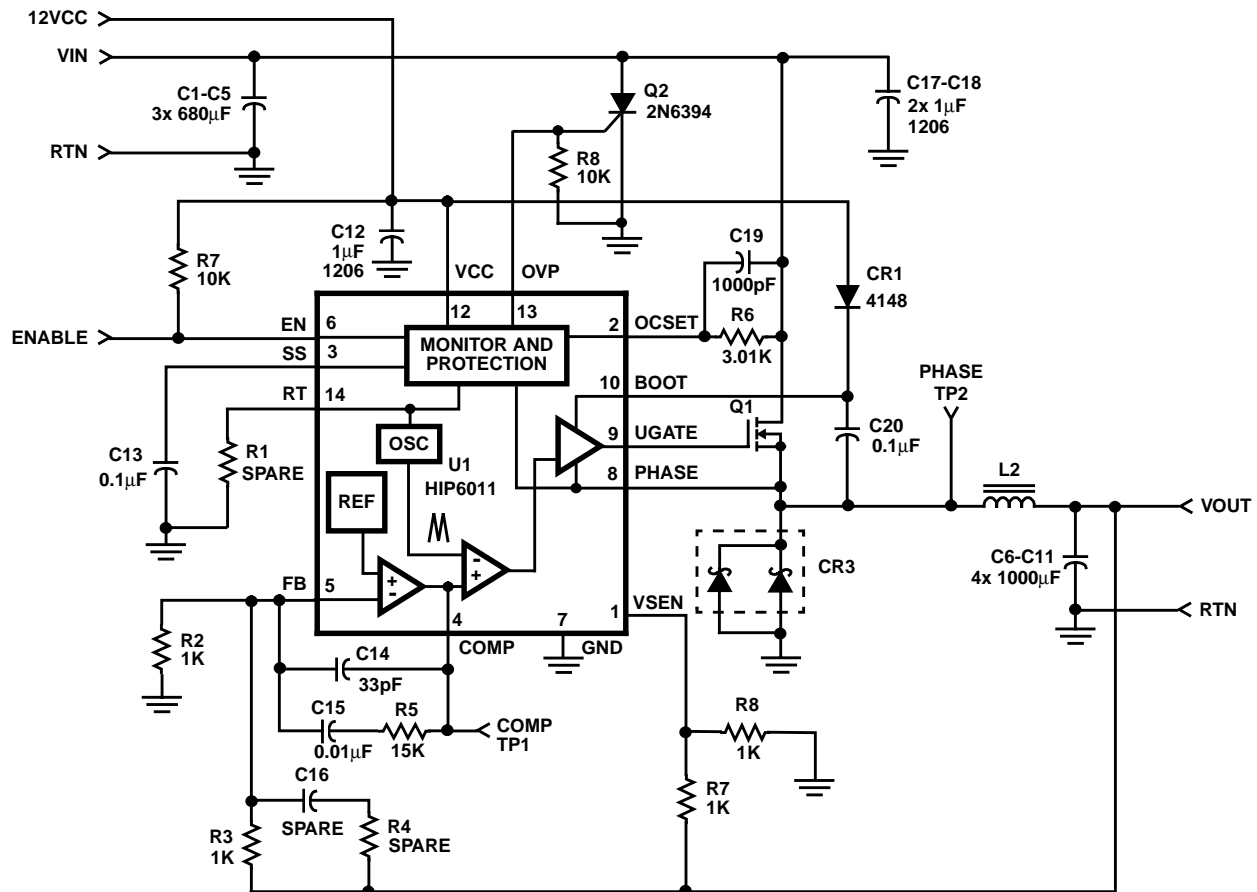 12VCC
VIN
C1-C5
3x 680μF
RTN
Q2
2N6394
C17-C18
2x 1μF
1206
R8
10K
R7
10K
C12
1μF
1206
VCC
OVP
C19
1000pF
CR1
4148
ENABLE
EN
6
12
13
2
OCSET
R6
3.01K
SS
3
MONITOR AND
PROTECTION
RT
14
10
BOOT
PHASE
TP2
C13
0.1μF
R1
SPARE
OSC
U1
HIP6011
REF
9
UGATE
Q1
8
PHASE
C20
0.1μF
L2
VOUT
C6-C11
4x 1000μF
RTN
CR3
FB
5
+
-
-
+
4
COMP
7
GND
1
VSEN
R2
1K
C14
33pF
C15
0.01μF
R5
15K
COMP
TP1
R8
1K
R7
1K
C16
SPARE
R4
SPARE
R3
1K